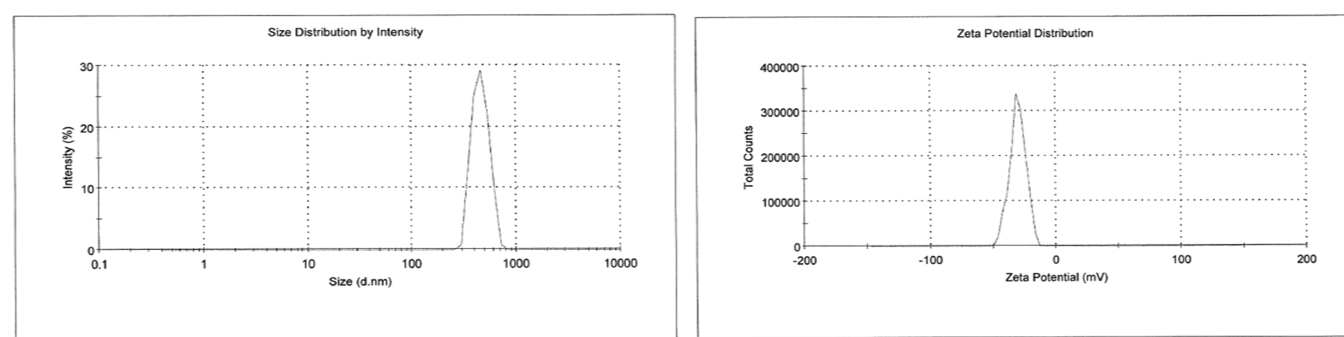 Size Distribution by Intensity
30
20
10
0
Intensity (%)
0.1 1 10 100 1000 10000
Size (d.nm)
Zeta Potential Distribution
400000
300000
200000
100000
0
Total Counts
-200 -100 0 100 200
Zeta Potential (mV)